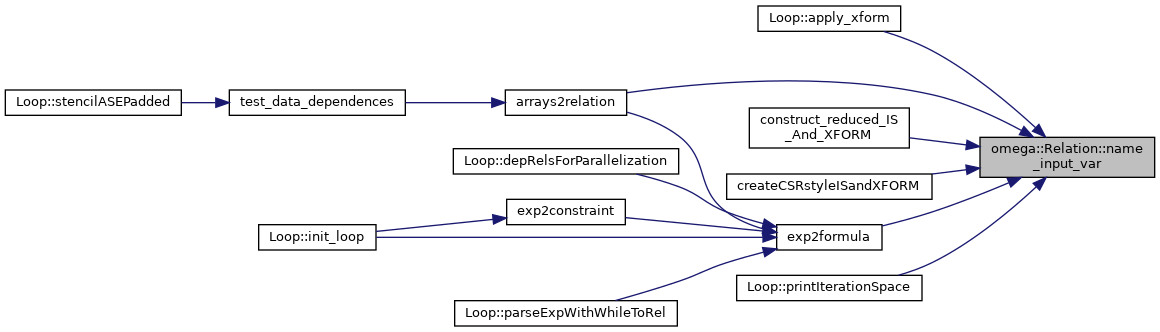 Loop::apply_xform
Loop::stencilASEPadded
test_data_dependences
arrays2relation
construct_reduced_IS
_And_XFORM
omega::Relation::name
_input_var
Loop::depRelsForParallelization
createCSRstyleISandXFORM
exp2constraint
Loop::init_loop
exp2formula
Loop::printIterationSpace
Loop::parseExpWithWhileToRel